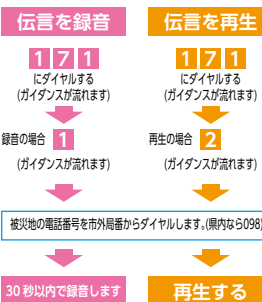 伝言を録音
171
にダイヤルする
(ガイダンスが流れます)
録音の場合 1
(ガイダンスが流れます)
伝言を再生
171
にダイヤルする
(ガイダンスが流れます)
再生の場合 2
(ガイダンスが流れます)
被災地の電話番号を市外局番からダイヤルします。(県内なら098)
30秒以内で録音します
再生する